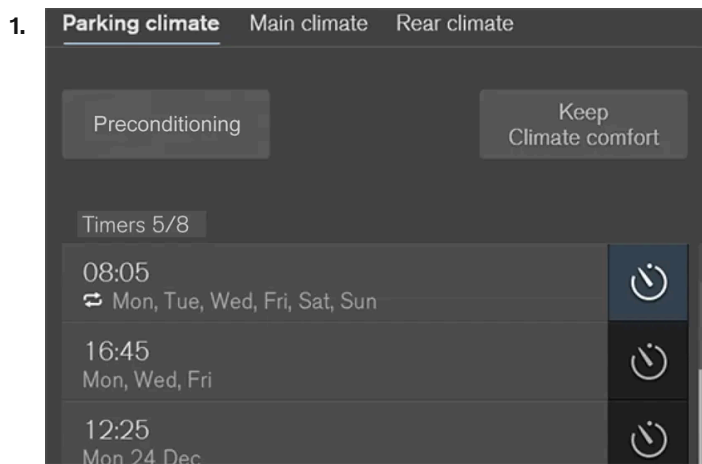 1.
Parking climate Main climate Rear climate
Preconditioning
Keep
Climate comfort
Timers 5/8
08:05
Mon, Tue, Wed, Fri, Sat, Sun
16:45
Mon, Wed, Fri
12:25
Mon 24 Dec